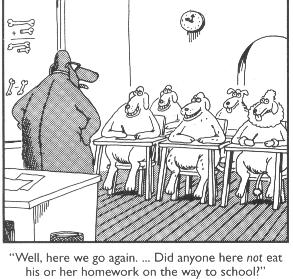 “Well, here we go again. ... Did anyone here not eat
his or her homework on the way to school?”